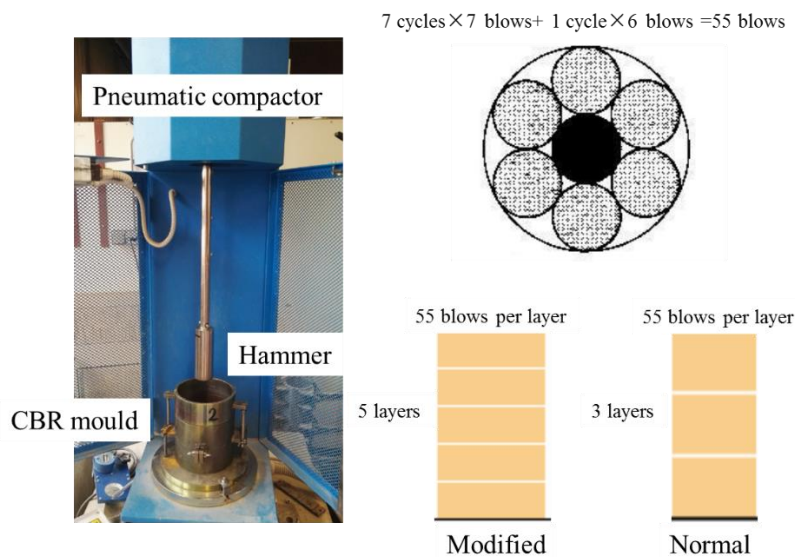 7 cycles×7 blows+ 1 cycle×6 blows =55 blows
Pneumatic compactor
Hammer
CBR mould
2
55 blows per layer
5 layers
Modified
55 blows per layer
3 layers
Normal